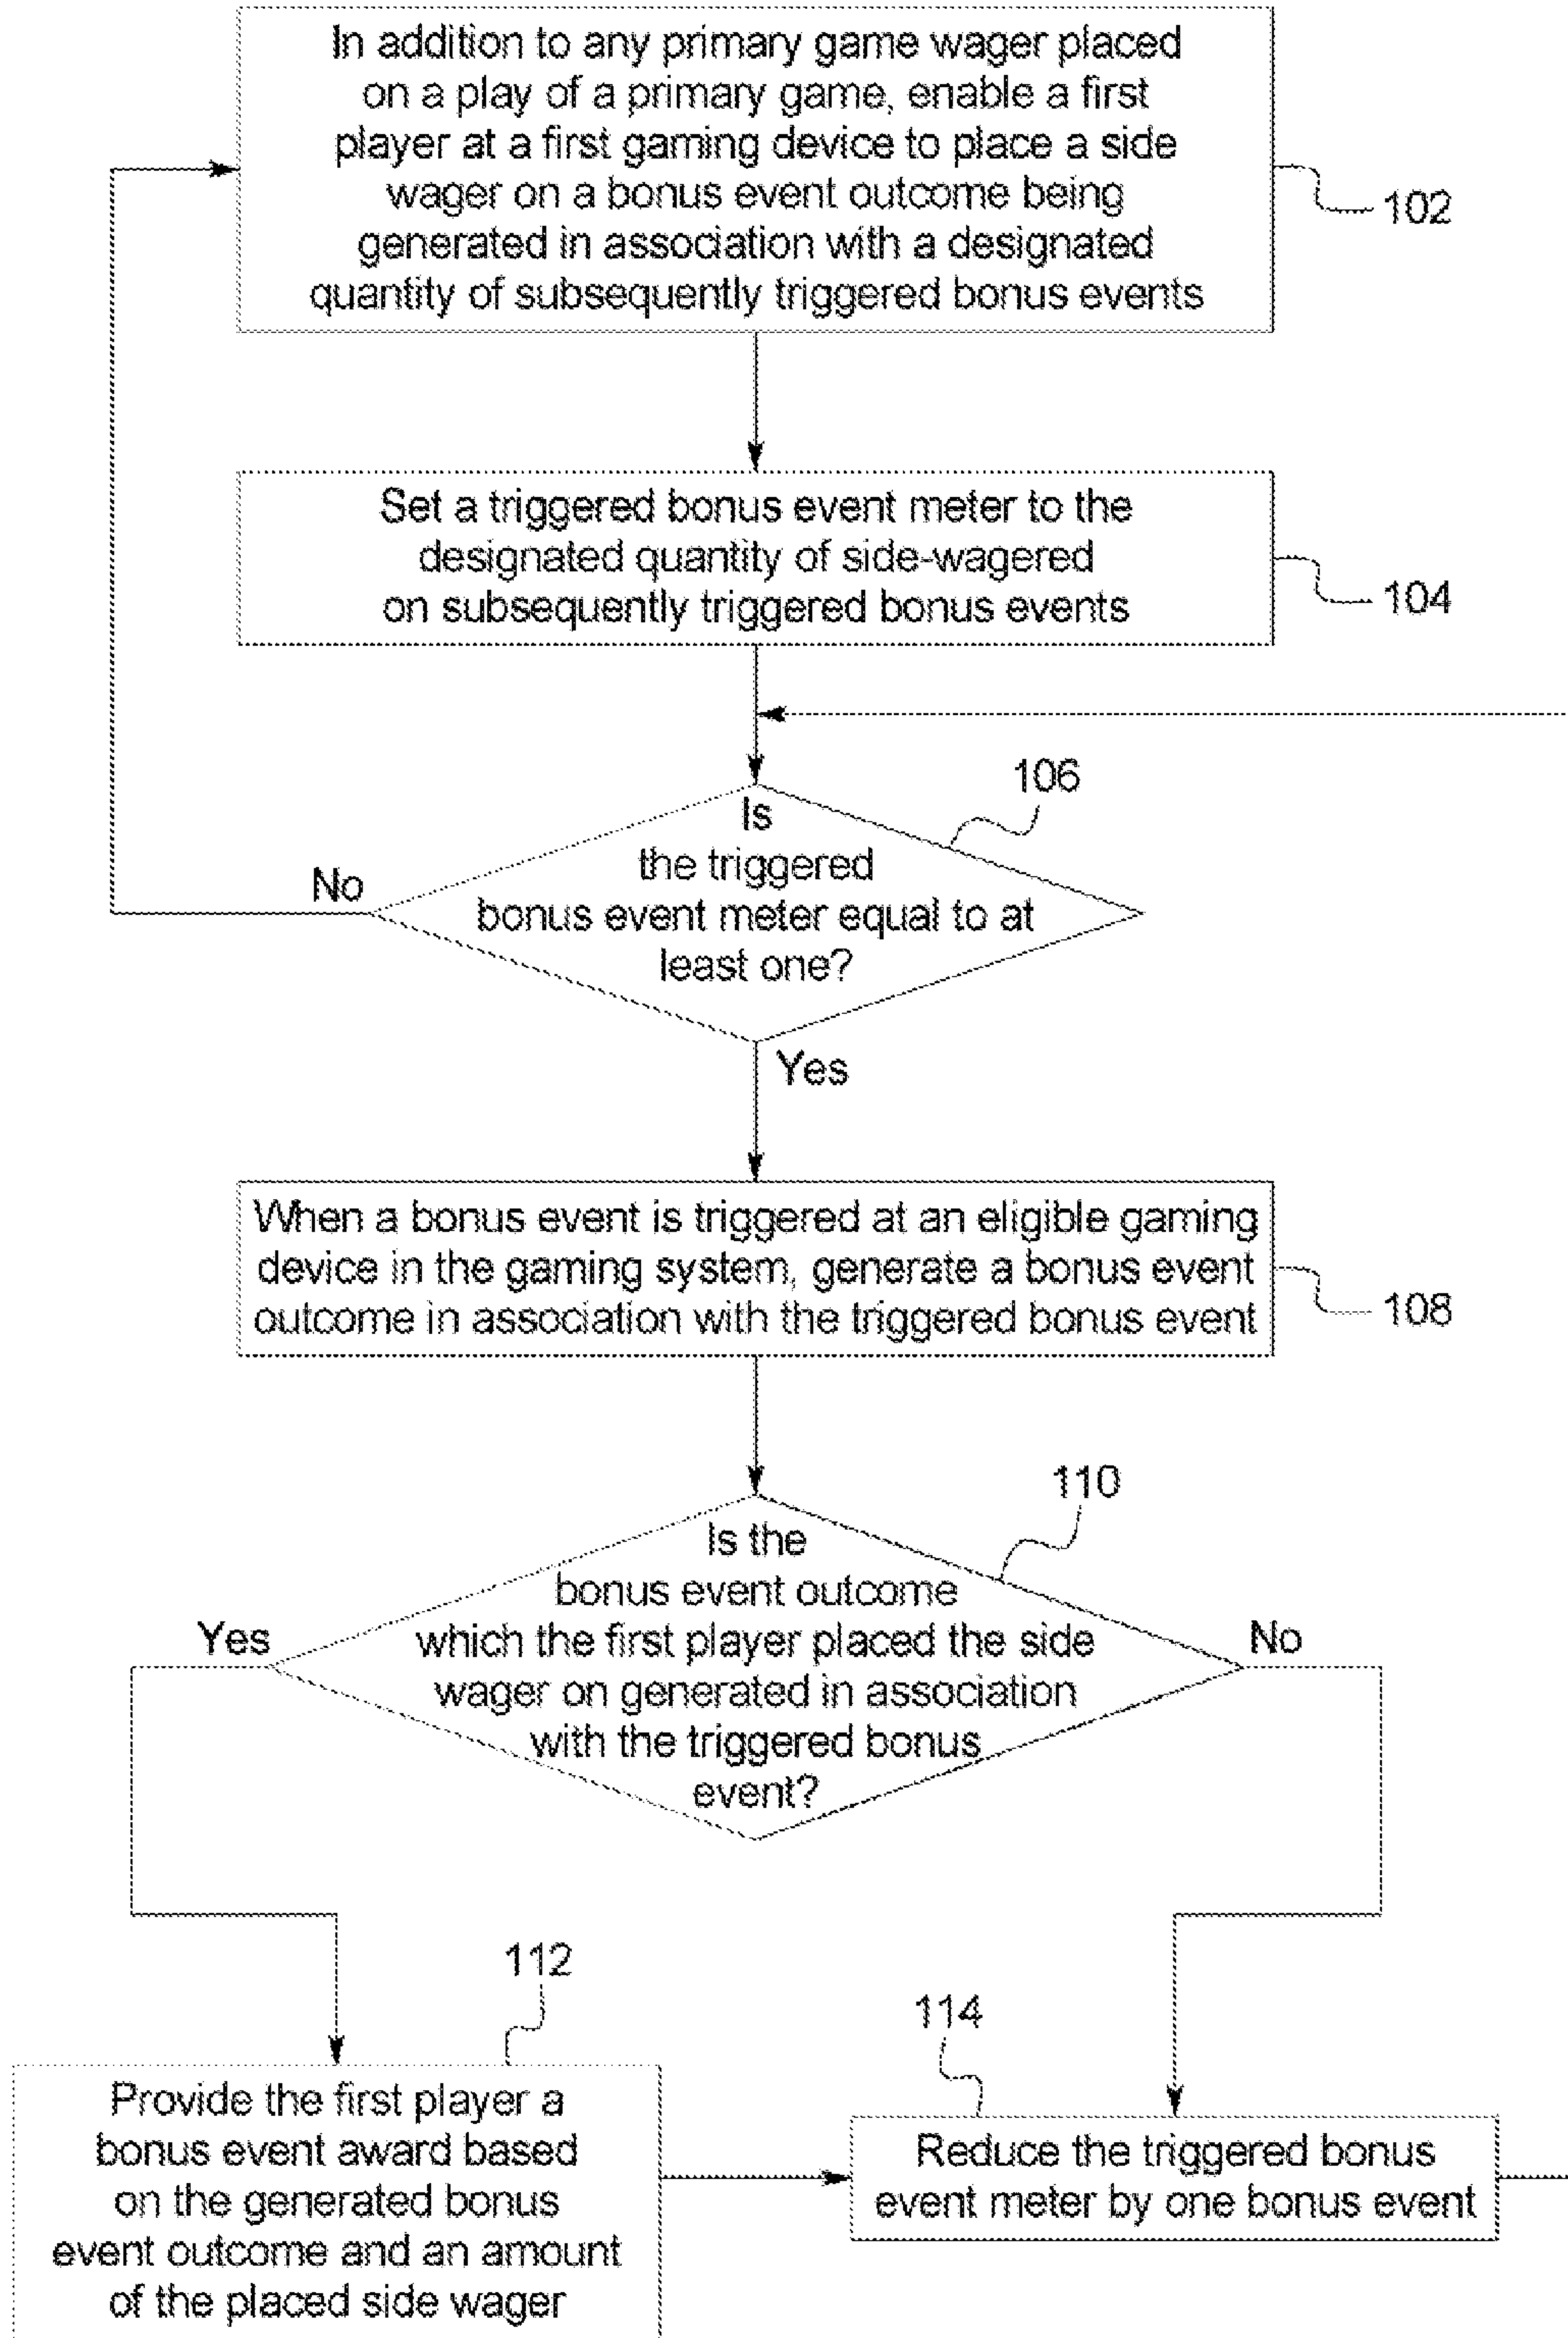 In addition to any primary game wager placed
on a play of a primary game, enable a first
player at a first gaming device to place a side
wager on a bonus event outcome being
generated in association with a designated
quantity of subsequently triggered bonus events
102
Set a triggered bonus event meter to the
designated quantity of side-wagered
on subsequently triggered bonus events
104
106
Is
the triggered
bonus event meter equal to at
least one?
No
Yes
When a bonus event is triggered at an eligible gaming
device in the gaming system, generate a bonus event
outcome in association with the triggered bonus event
108
110
Is the
bonus event outcome
which the first player placed the side
wager on generated in association
with the triggered bonus
event?
Yes
No
112
Provide the first player a
bonus event award based
on the generated bonus
event outcome and an amount
of the placed side wager
114
Reduce the triggered bonus
event meter by one bonus event